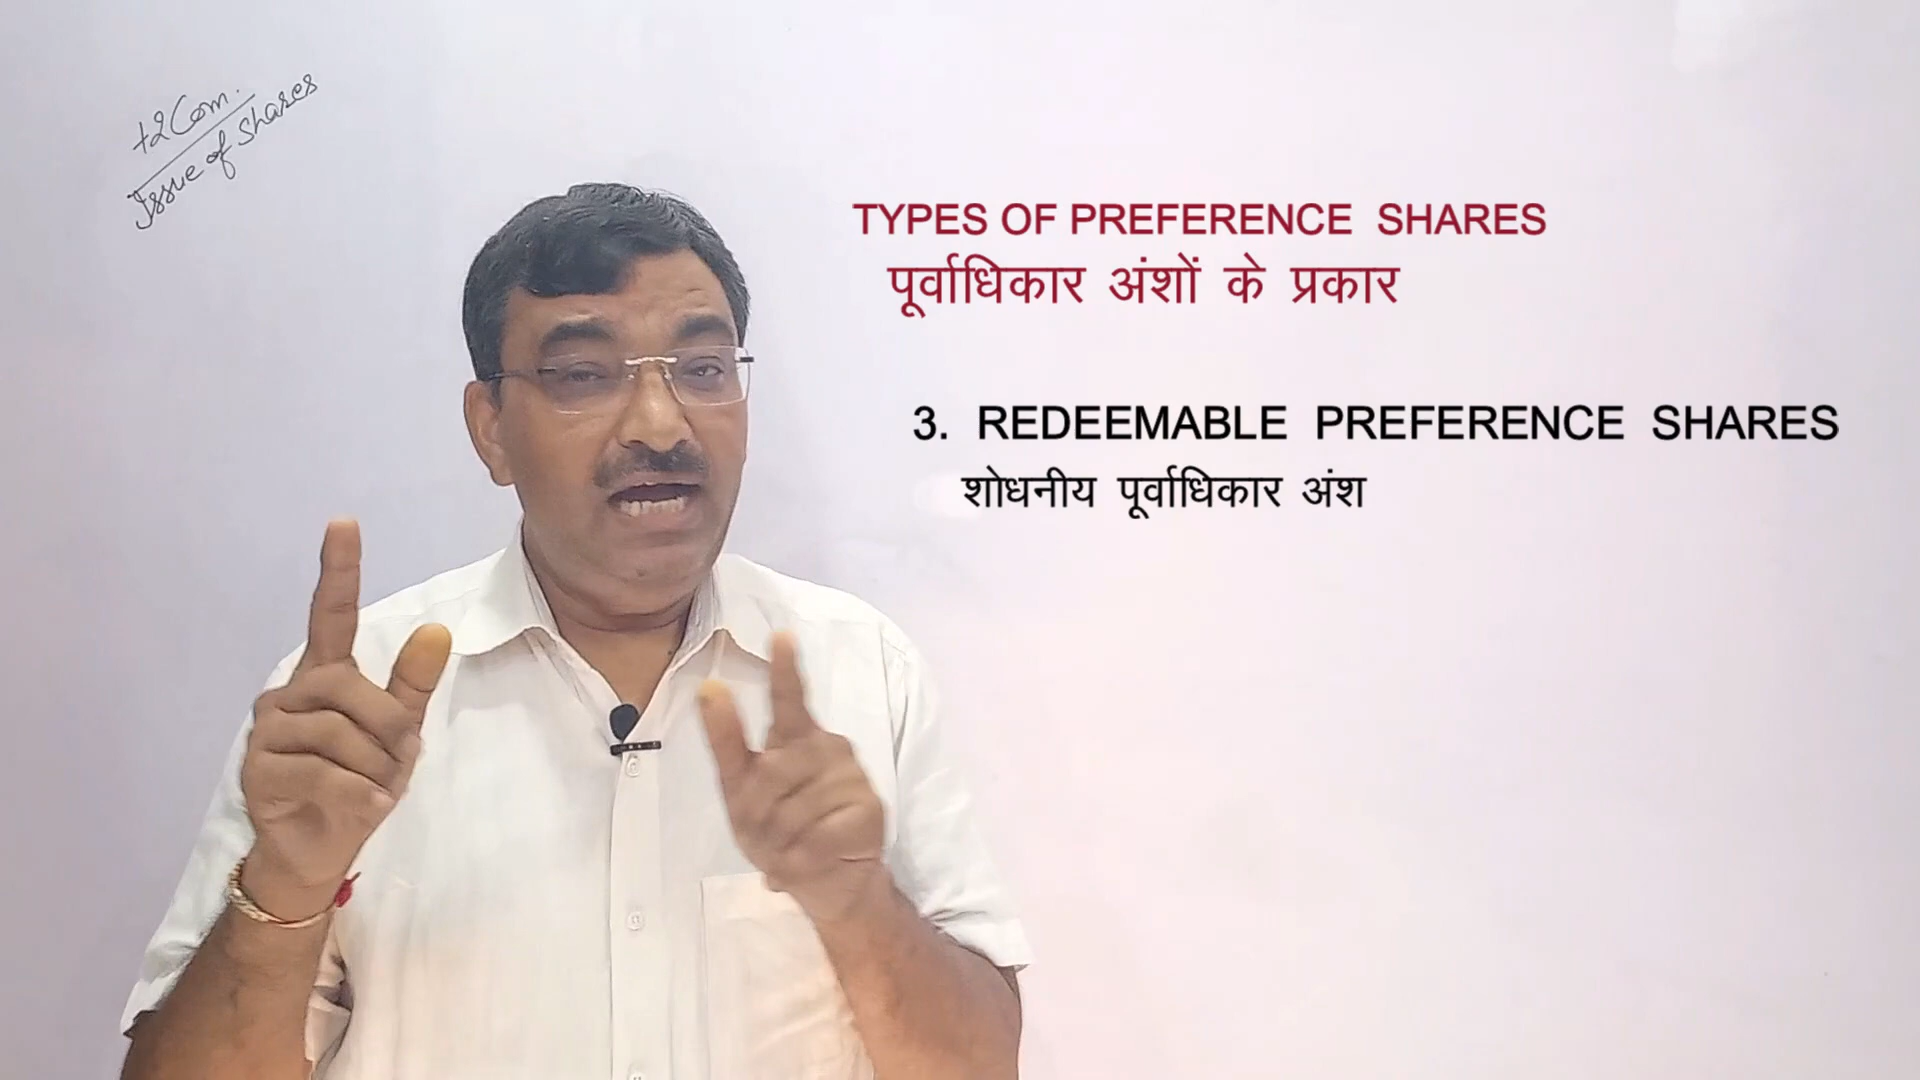 +2 Com.
Issue of Shares
TYPES OF PREFERENCE SHARES
पूर्वाधिकार अंशों के प्रकार
3. REDEEMABLE PREFERENCE SHARES
शोधनीय पूर्वाधिकार अंश